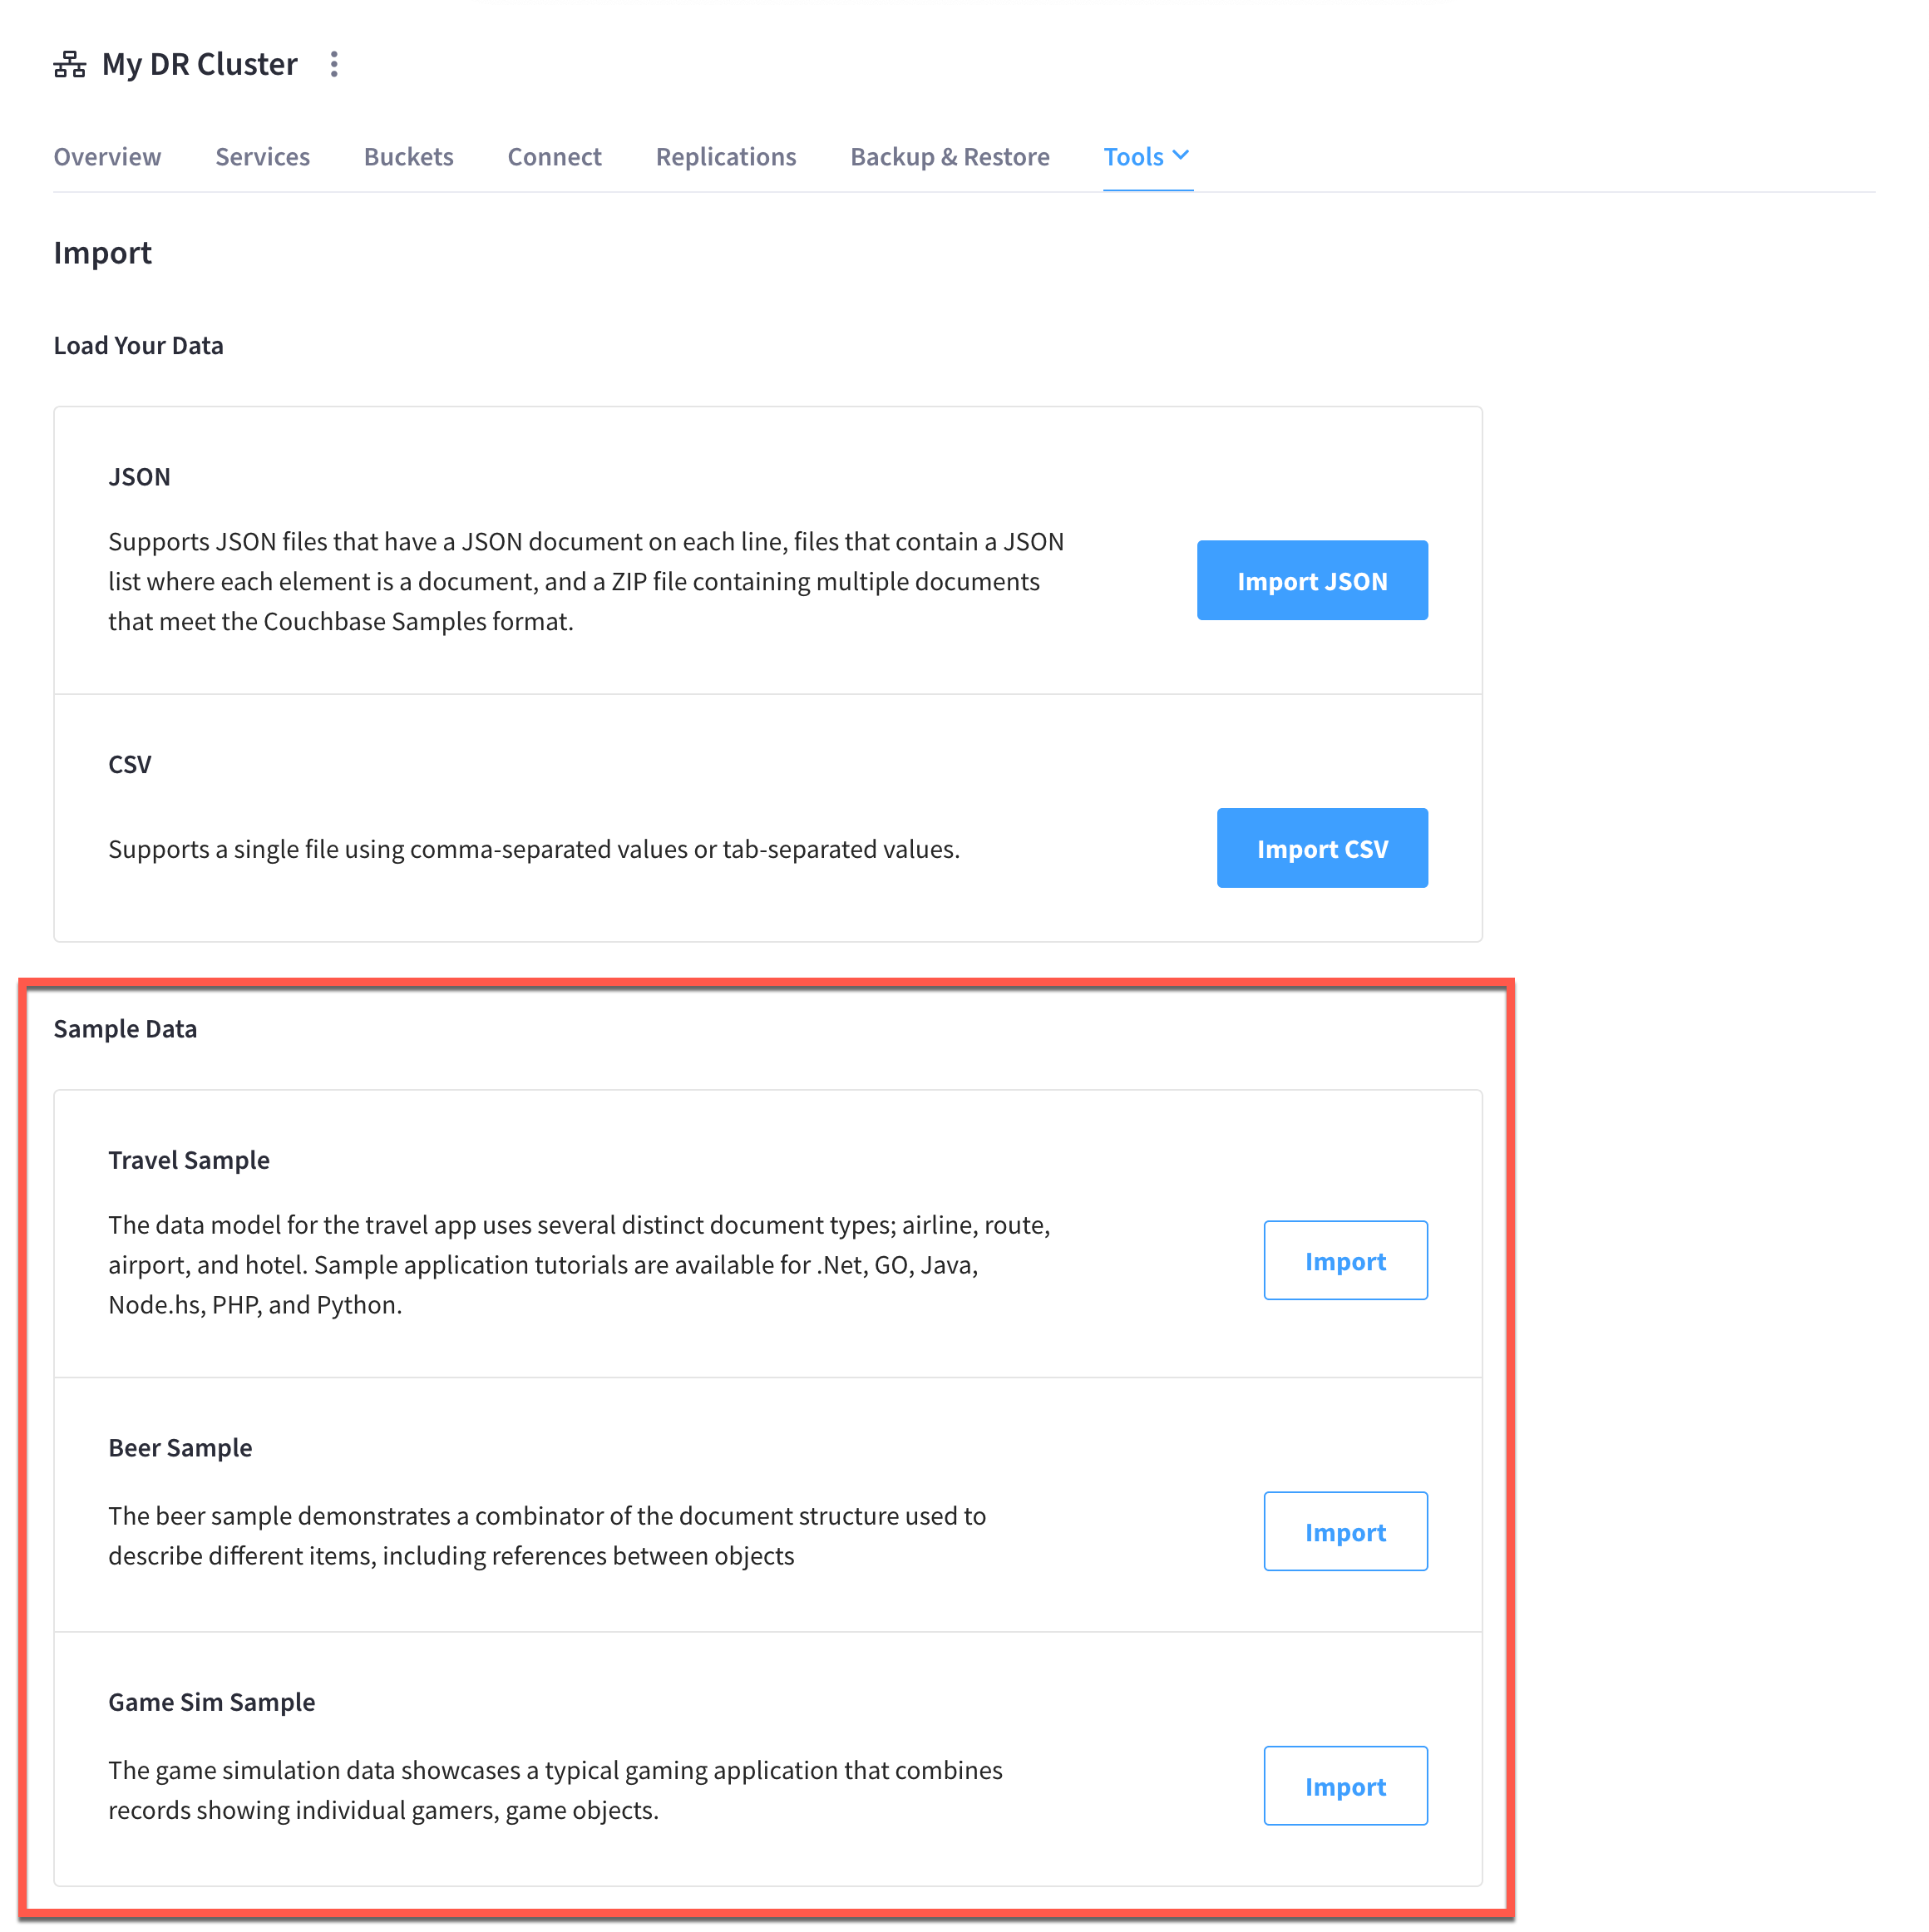 My DR Cluster
Overview Services Buckets Connect Replications Backup & Restore Tools
Import
Load Your Data
JSON
Supports JSON files that have a JSON document on each line, files that contain a JSON
list where each element is a document, and a ZIP file containing multiple documents
that meet the Couchbase Samples format.
Import JSON
CSV
Supports a single file using comma-separated values or tab-separated values.
Import CSV
Sample Data
Travel Sample
The data model for the travel app uses several distinct document types; airline, route,
airport, and hotel. Sample application tutorials are available for .Net, GO, Java,
Node.hs, PHP, and Python.
Import
Beer Sample
The beer sample demonstrates a combinator of the document structure used to
describe different items, including references between objects
Import
Game Sim Sample
The game simulation data showcases a typical gaming application that combines
records showing individual gamers, game objects.
Import